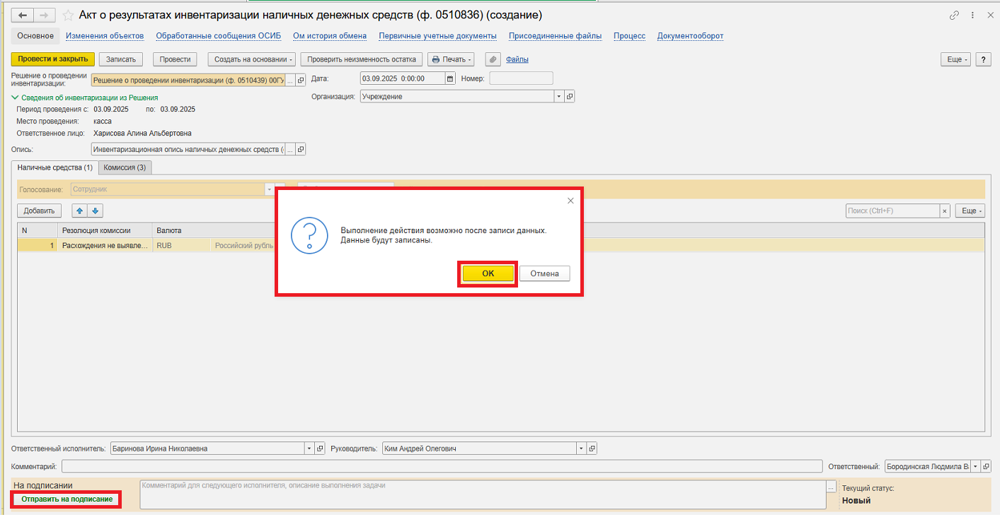 Акт о результатах инвентаризации наличных денежных средств (ф. 0510836) (создание)
Основное Изменения объектов Обработанные сообщения ОСИБ Ом история обмена Первичные учетные документы Присоединенные файлы Процесс Документооборот
Провести и закрыть Записать Провести Создать на основании Проверить неизменность остатка Печать Файлы Еще ?
Решение о проведении
инвентаризации: Решение о проведении инвентаризации (ф. 0510439) 00ГУ ... Дата: 03.09.2025 0:00:00 Номер:
Сведения об инвентаризации из Решения Организация: Учреждение
Период проведения с: 03.09.2025 по: 03.09.2025
Место проведения: касса
Ответственное лицо: Харисова Алина Альбертовна
Опись: Инвентаризационная опись наличных денежных средств ( ...
Наличные средства (1) Комиссия (3)
Голосование: Сотрудник
Добавить Поиск (Ctrl+F) × Еще
N Резолюция комиссии Валюта
1 Расхождения не выявле... RUB Российский рубль
Выполнение действия возможно после записи данных.
Данные будут записаны.
ОК Отмена
Ответственный исполнитель: Баринова Ирина Николаевна Руководитель: Ким Андрей Олегович
Комментарий: Ответственный: Бородинская Людмила
На подписании Комментарий для следующего исполнителя, описание выполнения задачи ...
Отправить на подписание
Текущий статус:
Новый